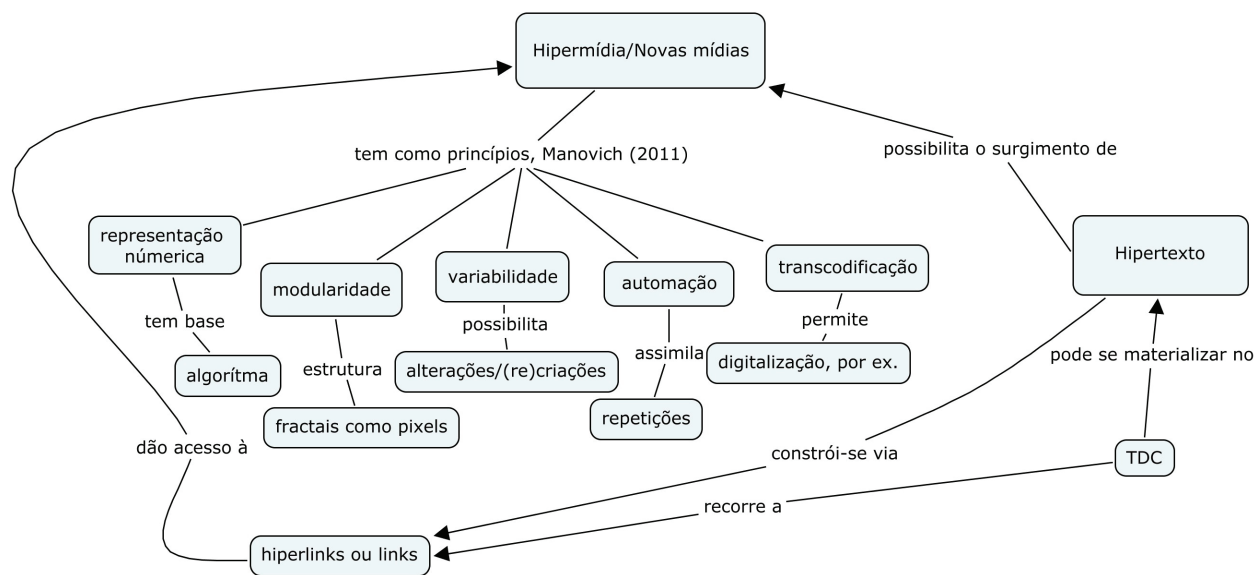 Hipermídia/Novas mídias
tem como princípios, Manovich (2011)
possibilita o surgimento de
representação
númerica
modularidade
variabilidade
automação
transcodificação
Hipertexto
tem base
estrutura
possibilita
assimila
permite
pode se materializar no
algorítma
fractais como pixels
alterações/(re)criações
repetições
digitalização, por ex.
dão acesso à
constrói-se via
TDC
recorre a
hiperlinks ou links